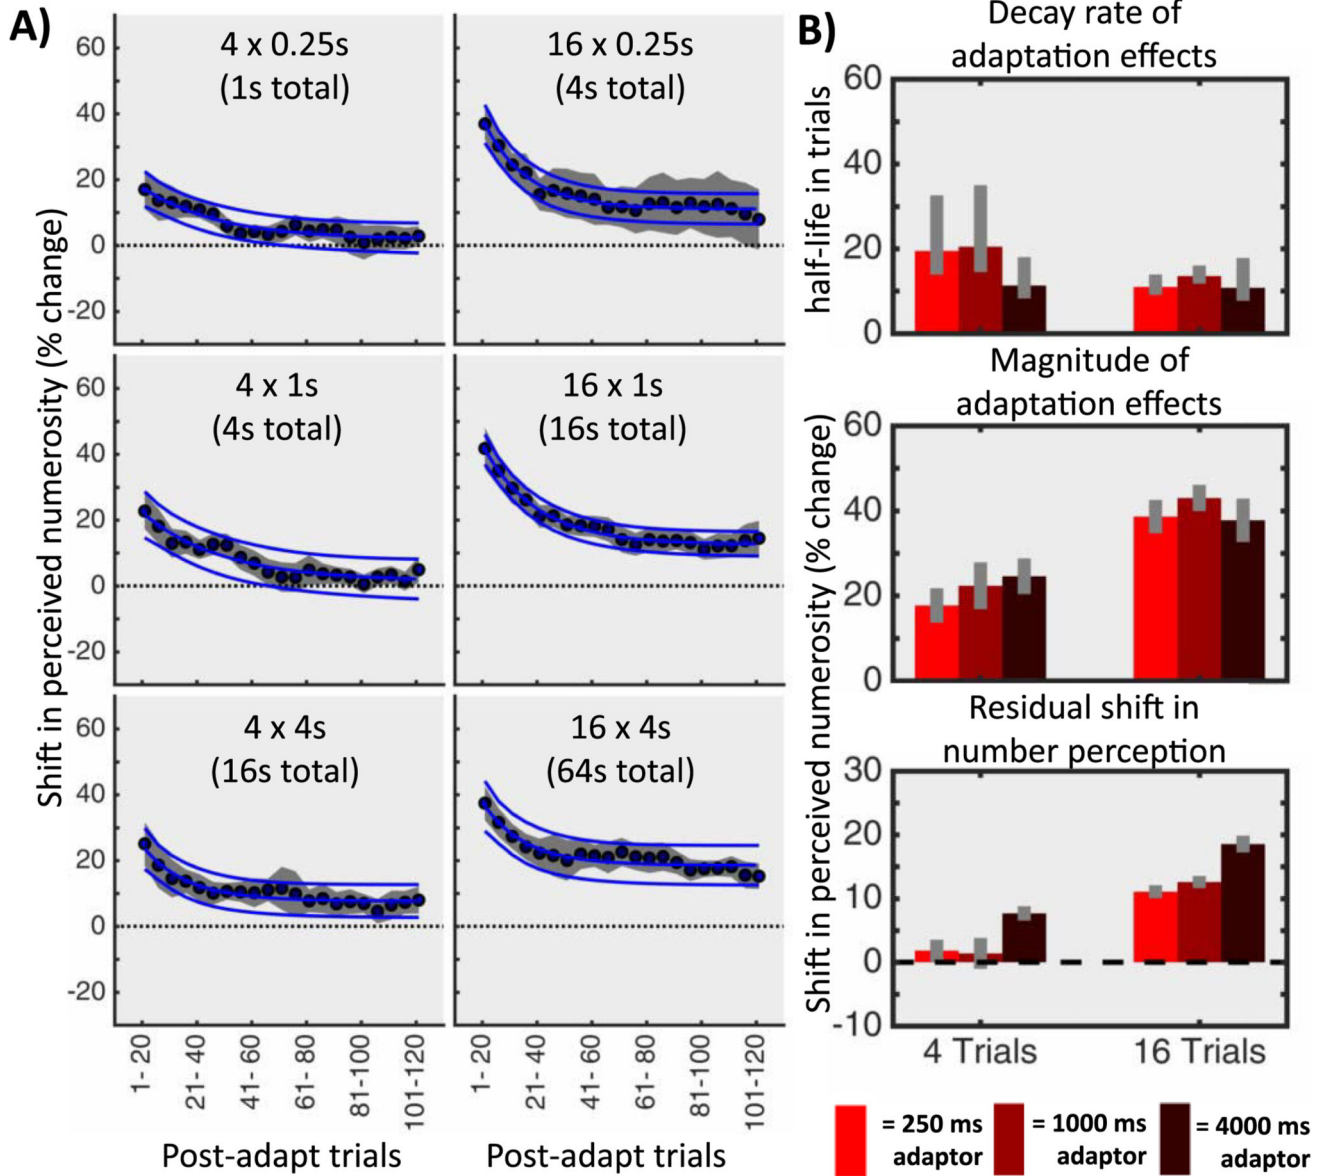 A)
Shift in perceived numerosity (% change)
4 x 0.25s
(1s total)
60
40
20
0
-20
16 x 0.25s
(4s total)
4 x 1s
(4s total)
60
40
20
0
-20
16 x 1s
(16s total)
4 x 4s
(16s total)
60
40
20
0
-20
16 x 4s
(64s total)
1- 20
21- 40
41- 60
61- 80
81-100
101-120
1- 20
21- 40
41- 60
61- 80
81-100
101-120
Post-adapt trials
Post-adapt trials
B)
Decay rate of
adaptation effects
half-life in trials
60
40
20
0
Magnitude of
adaptation effects
Shift in perceived numerosity (% change)
60
40
20
0
Residual shift in
number perception
30
20
10
0
-10
4 Trials
16 Trials
= 250 ms
adaptor
= 1000 ms
adaptor
= 4000 ms
adaptor